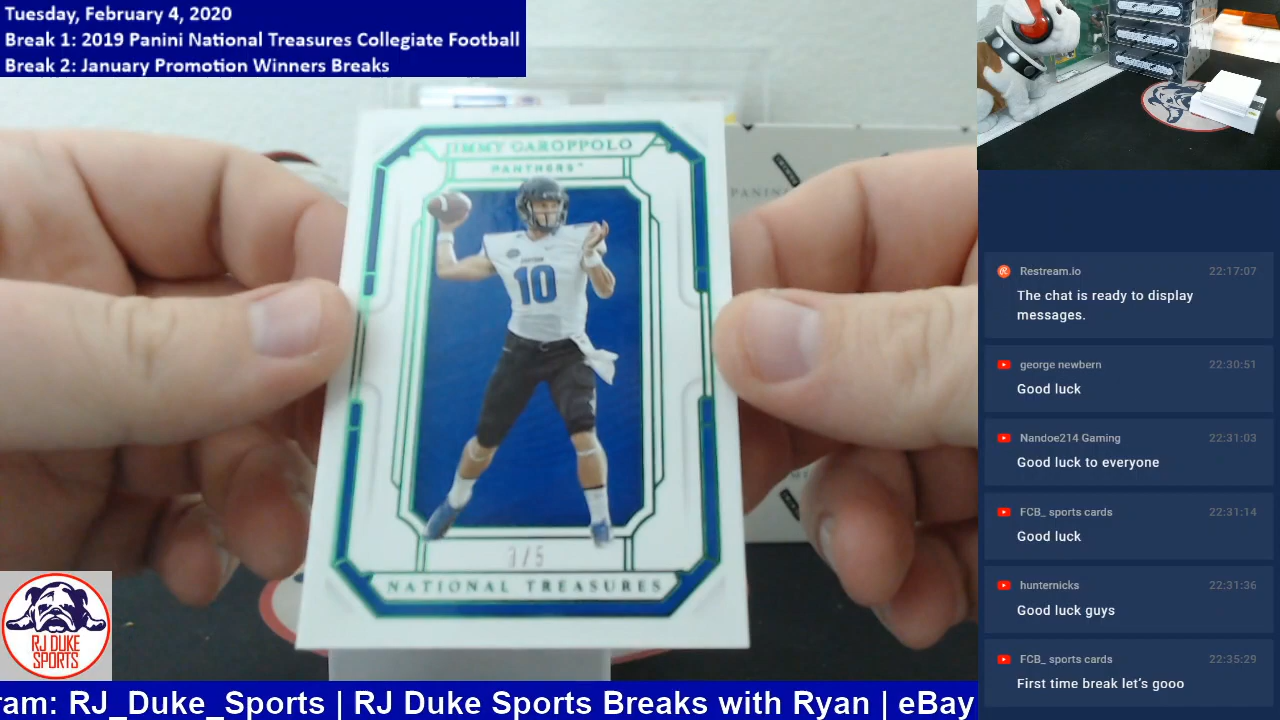 Tuesday, February 4, 2020
Break 1: 2019 Panini National Treasures Collegiate Football
Break 2: January Promotion Winners Breaks
JIMMY GAROPPOLO
PANTHERS
10
3/5
NATIONAL TREASURES
PANINI
RJ DUKE
SPORTS
Restream.io 22:17:07
The chat is ready to display
messages.
george newbern 22:30:51
Good luck
Nandoe214 Gaming 22:31:03
Good luck to everyone
FCB_ sports cards 22:31:14
Good luck
hunternicks 22:31:36
Good luck guys
FCB_ sports cards 22:35:29
First time break let's gooo
ram: RJ_Duke_Sports | RJ Duke Sports Breaks with Ryan | eBay